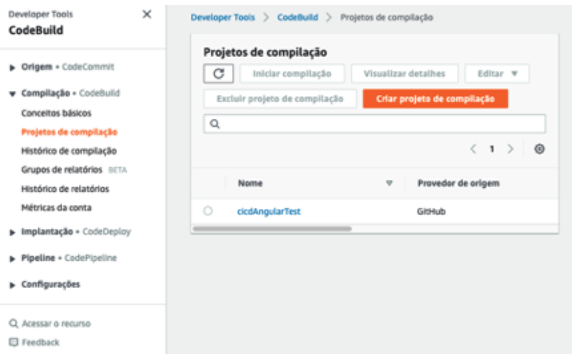 Developer Tools
CodeBuild
Origem • CodeCommit
Compilação • CodeBuild
Conceitos básicos
Projetos de compilação
Histórico de compilação
Grupos de relatórios BETA
Histórico de relatórios
Métricas da conta
Implantação • CodeDeploy
Pipeline • CodePipeline
Configurações
Acessar o recurso
Feedback
Developer Tools > CodeBuild > Projetos de compilação
Projetos de compilação
Iniciar compilação Visualizar detalhes Editar
Excluir projeto de compilação Criar projeto de compilação
1
Nome Provedor de origem
cicdAngularTest GitHub